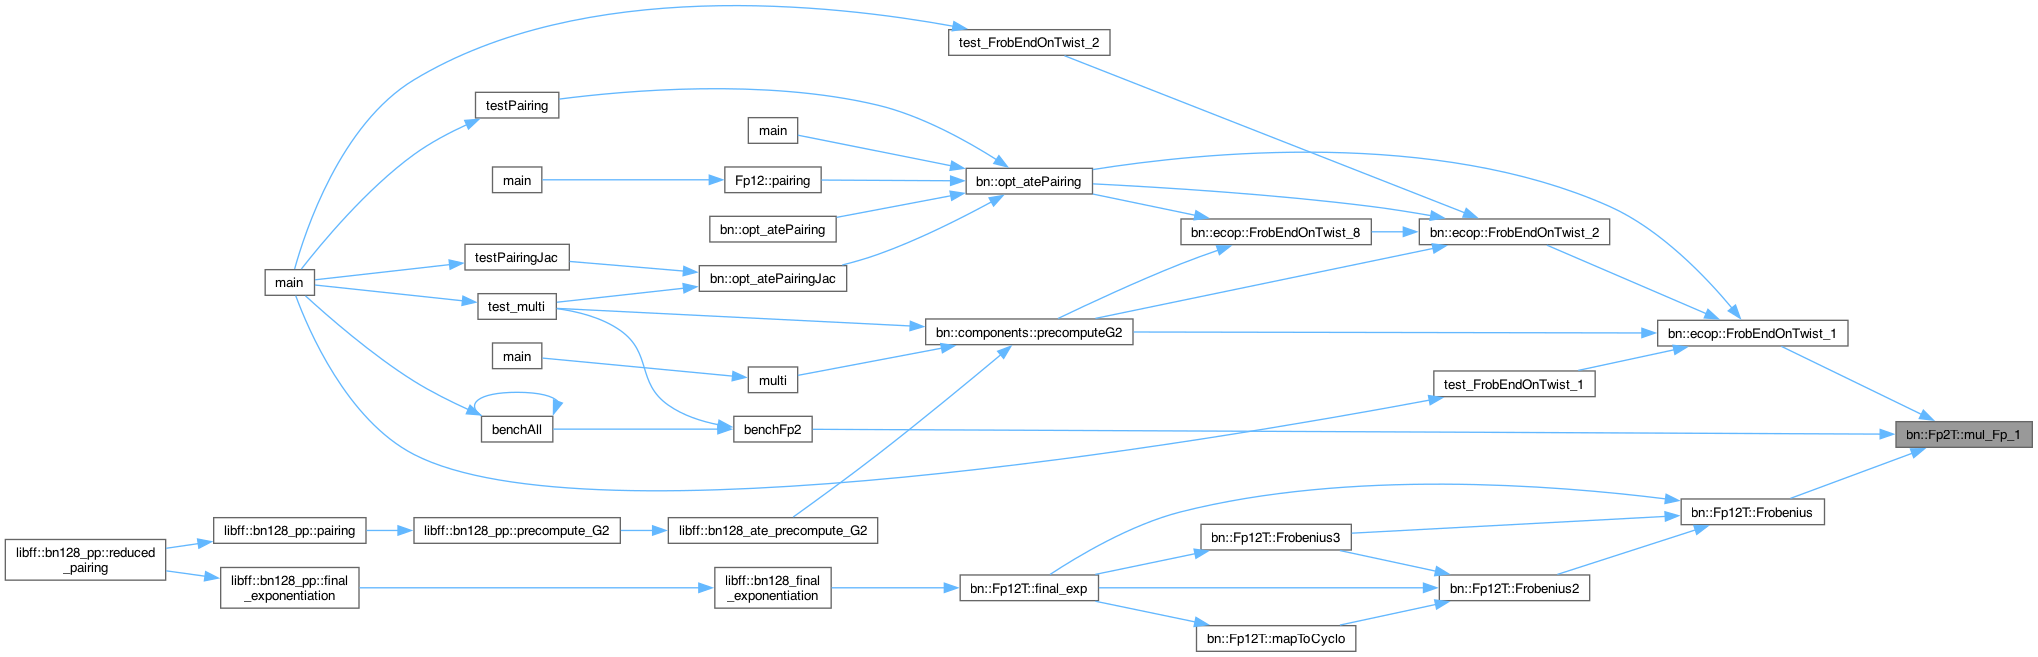 test_FrobEndOnTwist_2
testPairing
main
main
Fp12::pairing
bn::opt_atePairing
bn::opt_atePairing
bn::ecop::FrobEndOnTwist_8
bn::ecop::FrobEndOnTwist_2
testPairingJac
main
bn::opt_atePairingJac
test_multi
bn::components::precomputeG2
bn::ecop::FrobEndOnTwist_1
main
multi
test_FrobEndOnTwist_1
benchAll
benchFp2
bn::Fp2T::mul_Fp_1
bn::Fp12T::Frobenius
libff::bn128_pp::pairing
libff::bn128_pp::precompute_G2
libff::bn128_ate_precompute_G2
bn::Fp12T::Frobenius3
libff::bn128_pp::reduced
_pairing
libff::bn128_pp::final
_exponentiation
libff::bn128_final
_exponentiation
bn::Fp12T::final_exp
bn::Fp12T::Frobenius2
bn::Fp12T::mapToCyclo